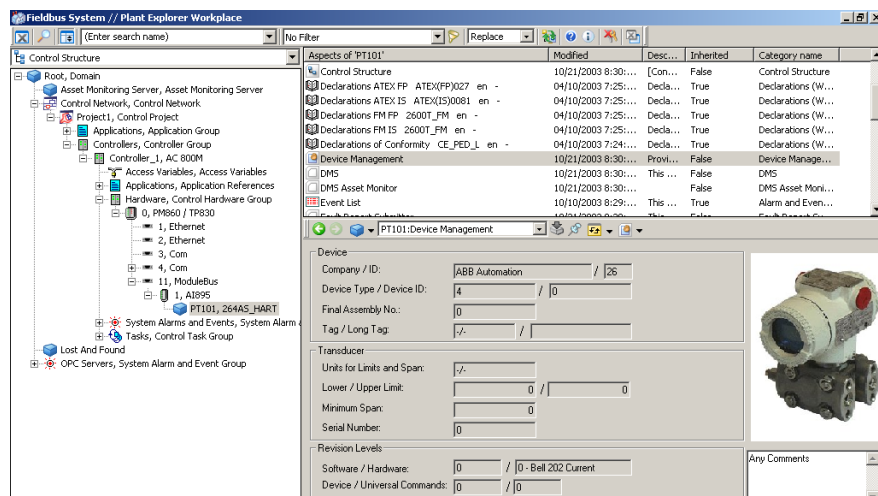 Fieldbus System // Plant Explorer Workplace
(Enter search name) No Filter Replace
Control Structure
Root, Domain
Asset Monitoring Server, Asset Monitoring Server
Control Network, Control Network
Project1, Control Project
Applications, Application Group
Controllers, Controller Group
Controller_1, AC 800M
Access Variables, Access Variables
Applications, Application References
Hardware, Control Hardware Group
0, PM860 / TP830
1, Ethernet
2, Ethernet
3, Com
4, Com
11, ModuleBus
1, AI895
PT101, 264AS_HART
System Alarms and Events, System Alarm
Tasks, Control Task Group
Lost And Found
OPC Servers, System Alarm and Event Group
Aspects of 'PT101' Modified Desc... Inherited Category name
Control Structure 10/21/2003 8:30:... [Con... False Control Structure
Declarations ATEX FP ATEX(FP)027 en - 04/10/2003 7:25:... Decla... True Declarations (W...
Declarations ATEX IS ATEX(IS)0081 en - 04/10/2003 7:25:... Decla... True Declarations (W...
Declarations FM FP 2600T_FM en - 04/10/2003 7:25:... Decla... True Declarations (W...
Declarations FM IS 2600T_FM en - 04/10/2003 7:25:... Decla... True Declarations (W...
Declarations of Conformity CE_PED_L en - 04/10/2003 7:24:... Decla... True Declarations (W...
Device Management 10/21/2003 8:30:... Provi... False Device Manage...
DMS 10/21/2003 8:30:... This ... False DMS
DMS Asset Monitor 10/21/2003 8:30:... False DMS Asset Moni...
Event List 10/10/2003 8:29:... This ... True Alarm and Even...
PT101:Device Management
Device
Company / ID: ABB Automation / 26
Device Type / Device ID: 4 / 0
Final Assembly No.: 0
Tag / Long Tag: -/- /
Transducer
Units for Limits and Span: -/-
Lower / Upper Limit: 0 / 0
Minimum Span: 0
Serial Number: 0
Revision Levels
Software / Hardware: 0 / 0 - Bell 202 Current
Device / Universal Commands: 0 / 0
Any Comments